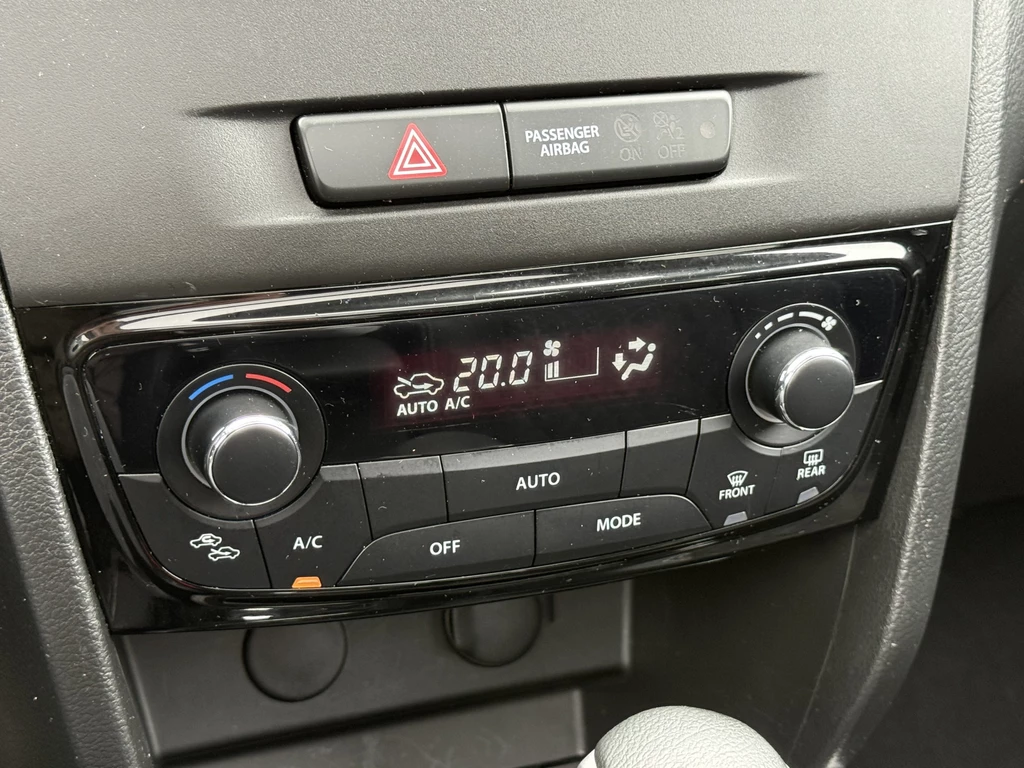 PASSENGER
AIRBAG
ON OFF
20.0
AUTO A/C
AUTO
A/C
OFF
MODE
FRONT
REAR